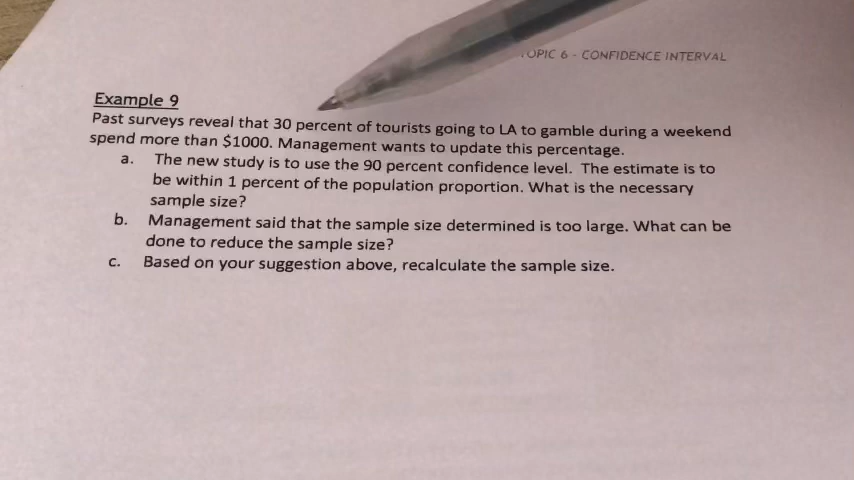 OPIC 6 - CONFIDENCE INTERVAL
Example 9
Past surveys reveal that 30 percent of tourists going to LA to gamble during a weekend
spend more than $1000. Management wants to update this percentage.
a. The new study is to use the 90 percent confidence level. The estimate is to
be within 1 percent of the population proportion. What is the necessary
sample size?
b. Management said that the sample size determined is too large. What can be
done to reduce the sample size?
c. Based on your suggestion above, recalculate the sample size.